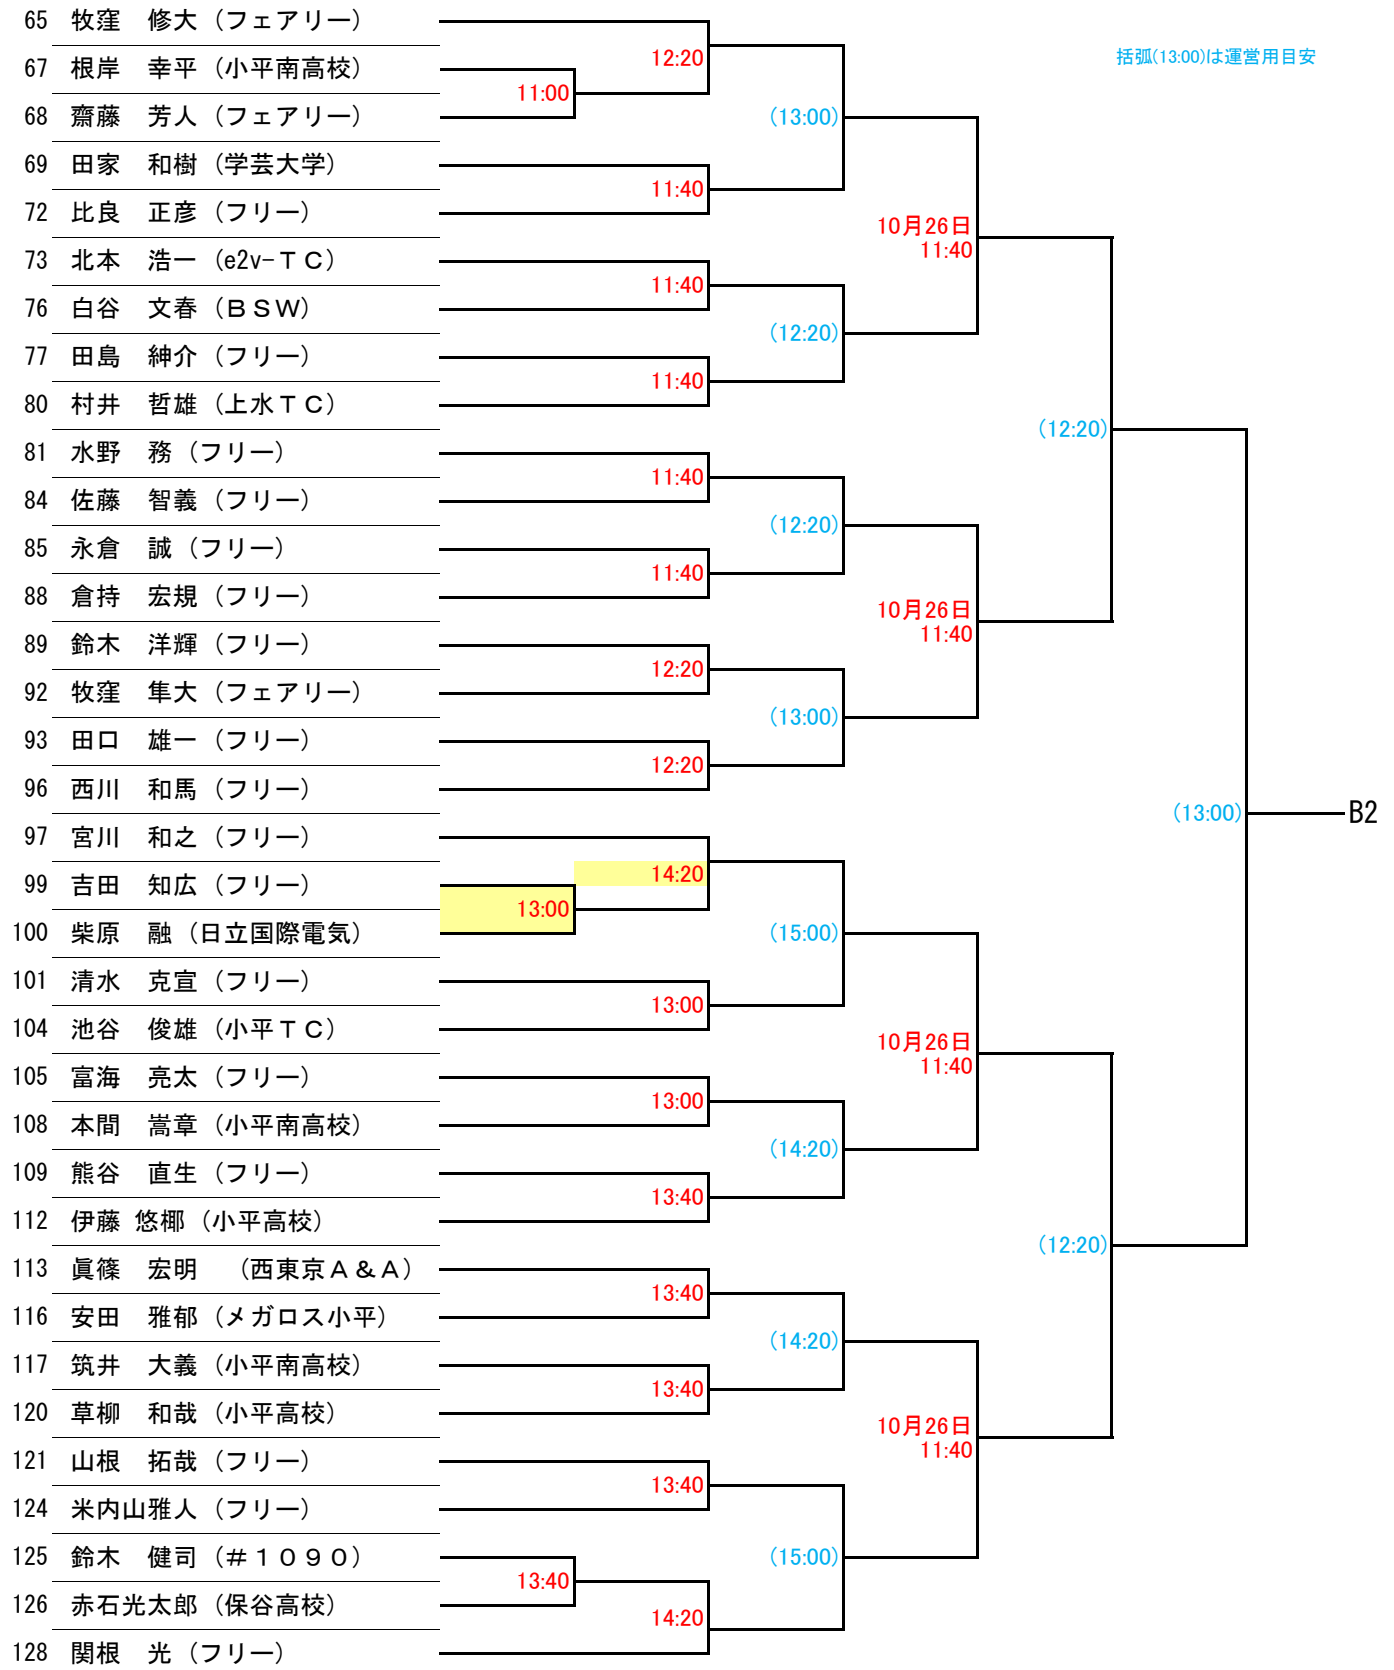 65 牧窪 修大（フェアリー）
12:20
括弧(13:00)は運営用目安
67 根岸 幸平（小平南高校）
11:00
68 齋藤 芳人（フェアリー）
(13:00)
69 田家 和樹（学芸大学）
11:40
72 比良 正彦（フリー）
10月26日
11:40
73 北本 浩一（e2v-ＴＣ）
11:40
76 白谷 文春（ＢＳＷ）
(12:20)
77 田島 紳介（フリー）
11:40
80 村井 哲雄（上水ＴＣ）
(12:20)
81 水野 務（フリー）
11:40
84 佐藤 智義（フリー）
(12:20)
85 永倉 誠（フリー）
11:40
88 倉持 宏規（フリー）
10月26日
11:40
89 鈴木 洋輝（フリー）
12:20
92 牧窪 隼大（フェアリー）
(13:00)
93 田口 雄一（フリー）
12:20
96 西川 和馬（フリー）
(13:00)
B2
97 宮川 和之（フリー）
14:20
99 吉田 知広（フリー）
13:00
100 柴原 融（日立国際電気）
(15:00)
101 清水 克宣（フリー）
13:00
104 池谷 俊雄（小平ＴＣ）
10月26日
11:40
105 富海 亮太（フリー）
13:00
108 本間 嵩章（小平南高校）
(14:20)
109 熊谷 直生（フリー）
13:40
112 伊藤 悠椰（小平高校）
(12:20)
113 眞篠 宏明 （西東京Ａ＆Ａ）
13:40
116 安田 雅郁（メガロス小平）
(14:20)
117 筑井 大義（小平南高校）
13:40
120 草柳 和哉（小平高校）
10月26日
11:40
121 山根 拓哉（フリー）
13:40
124 米内山雅人（フリー）
125 鈴木 健司（＃１０９０）
(15:00)
13:40
126 赤石光太郎（保谷高校）
14:20
128 関根 光（フリー）